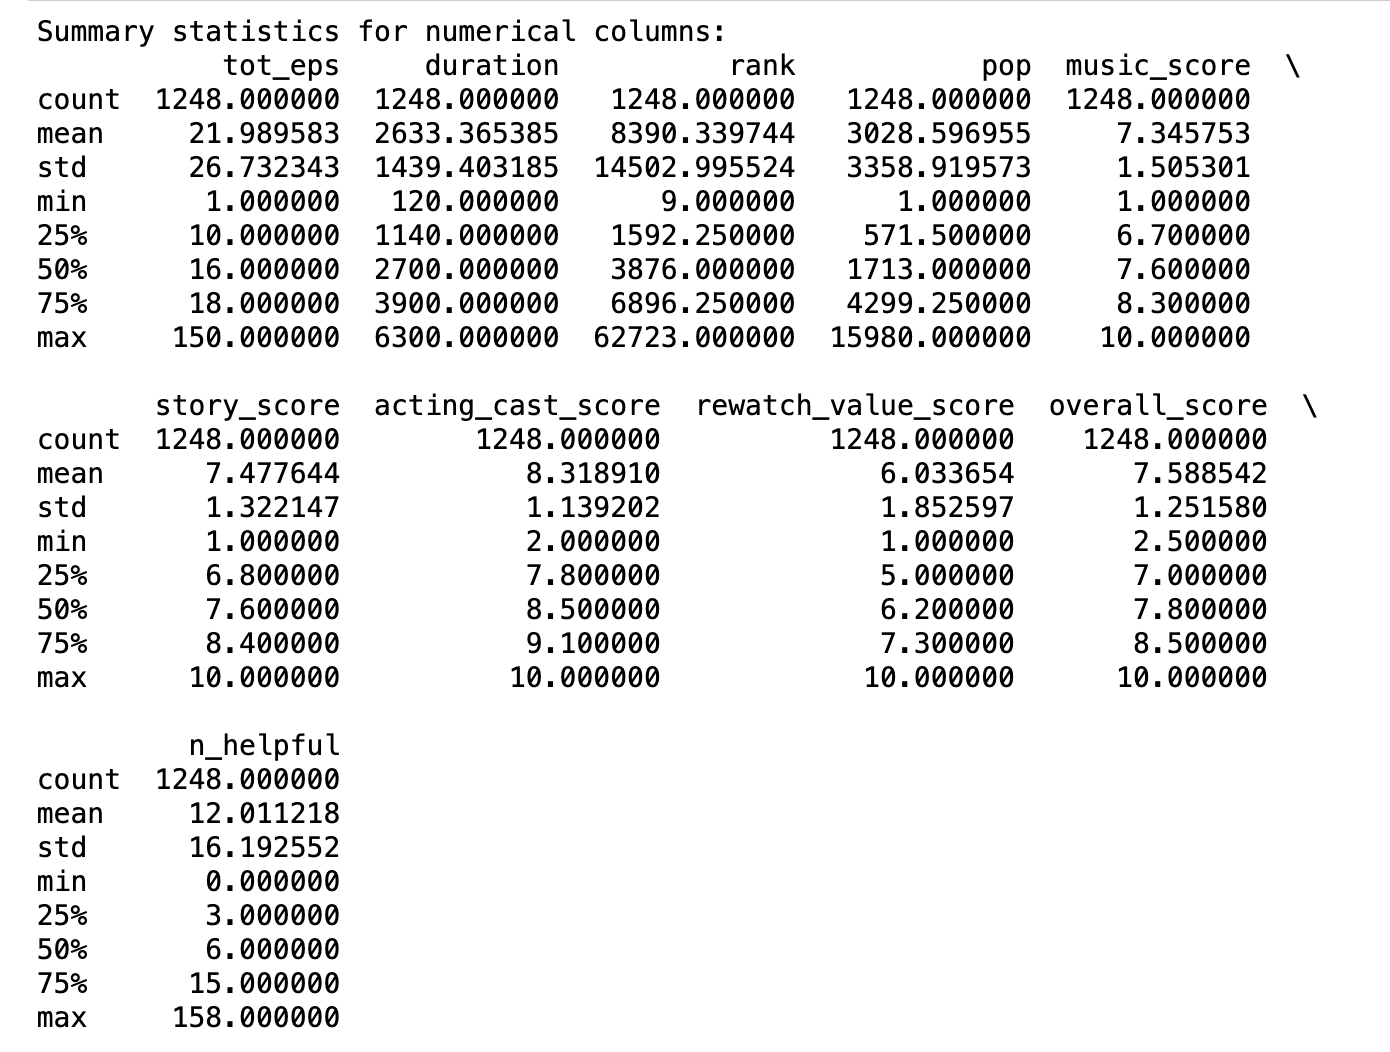 Summary statistics for numerical columns:
tot_eps duration rank pop music_score \
count 1248.000000 1248.000000 1248.000000 1248.000000 1248.000000
mean 21.989583 2633.365385 8390.339744 3028.596955 7.345753
std 26.732343 1439.403185 14502.995524 3358.919573 1.505301
min 1.000000 120.000000 9.000000 1.000000 1.000000
25% 10.000000 1140.000000 1592.250000 571.500000 6.700000
50% 16.000000 2700.000000 3876.000000 1713.000000 7.600000
75% 18.000000 3900.000000 6896.250000 4299.250000 8.300000
max 150.000000 6300.000000 62723.000000 15980.000000 10.000000
story_score acting_cast_score rewatch_value_score overall_score \
count 1248.000000 1248.000000 1248.000000 1248.000000
mean 7.477644 8.318910 6.033654 7.588542
std 1.322147 1.139202 1.852597 1.251580
min 1.000000 2.000000 1.000000 2.500000
25% 6.800000 7.800000 5.000000 7.000000
50% 7.600000 8.500000 6.200000 7.800000
75% 8.400000 9.100000 7.300000 8.500000
max 10.000000 10.000000 10.000000 10.000000
n_helpful
count 1248.000000
mean 12.011218
std 16.192552
min 0.000000
25% 3.000000
50% 6.000000
75% 15.000000
max 158.000000